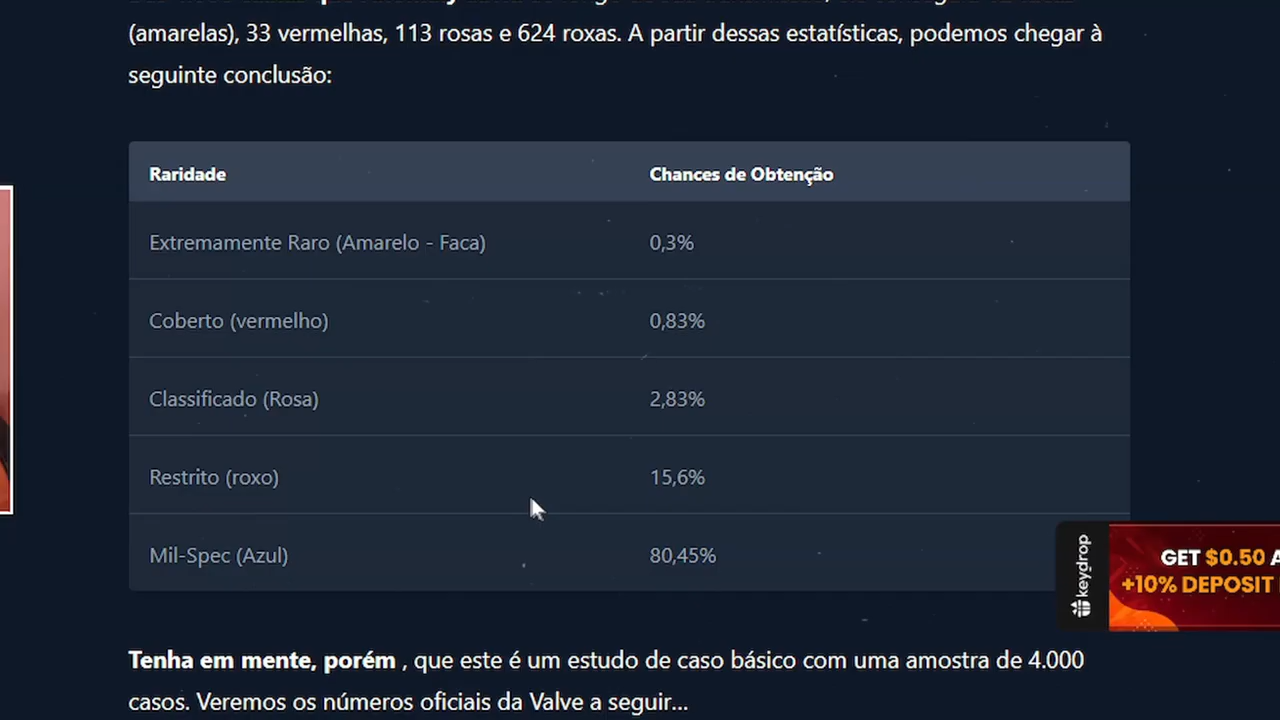 (amarelas), 33 vermelhas, 113 rosas e 624 roxas. A partir dessas estatísticas, podemos chegar à
seguinte conclusão:
Raridade Chances de Obtenção
Extremamente Raro (Amarelo - Faca) 0,3%
Coberto (vermelho) 0,83%
Classificado (Rosa) 2,83%
Restrito (roxo) 15,6%
Mil-Spec (Azul) 80,45%
keydrop
GET $0.50 A
+10% DEPOSIT
Tenha em mente, porém , que este é um estudo de caso básico com uma amostra de 4.000
casos. Veremos os números oficiais da Valve a seguir...